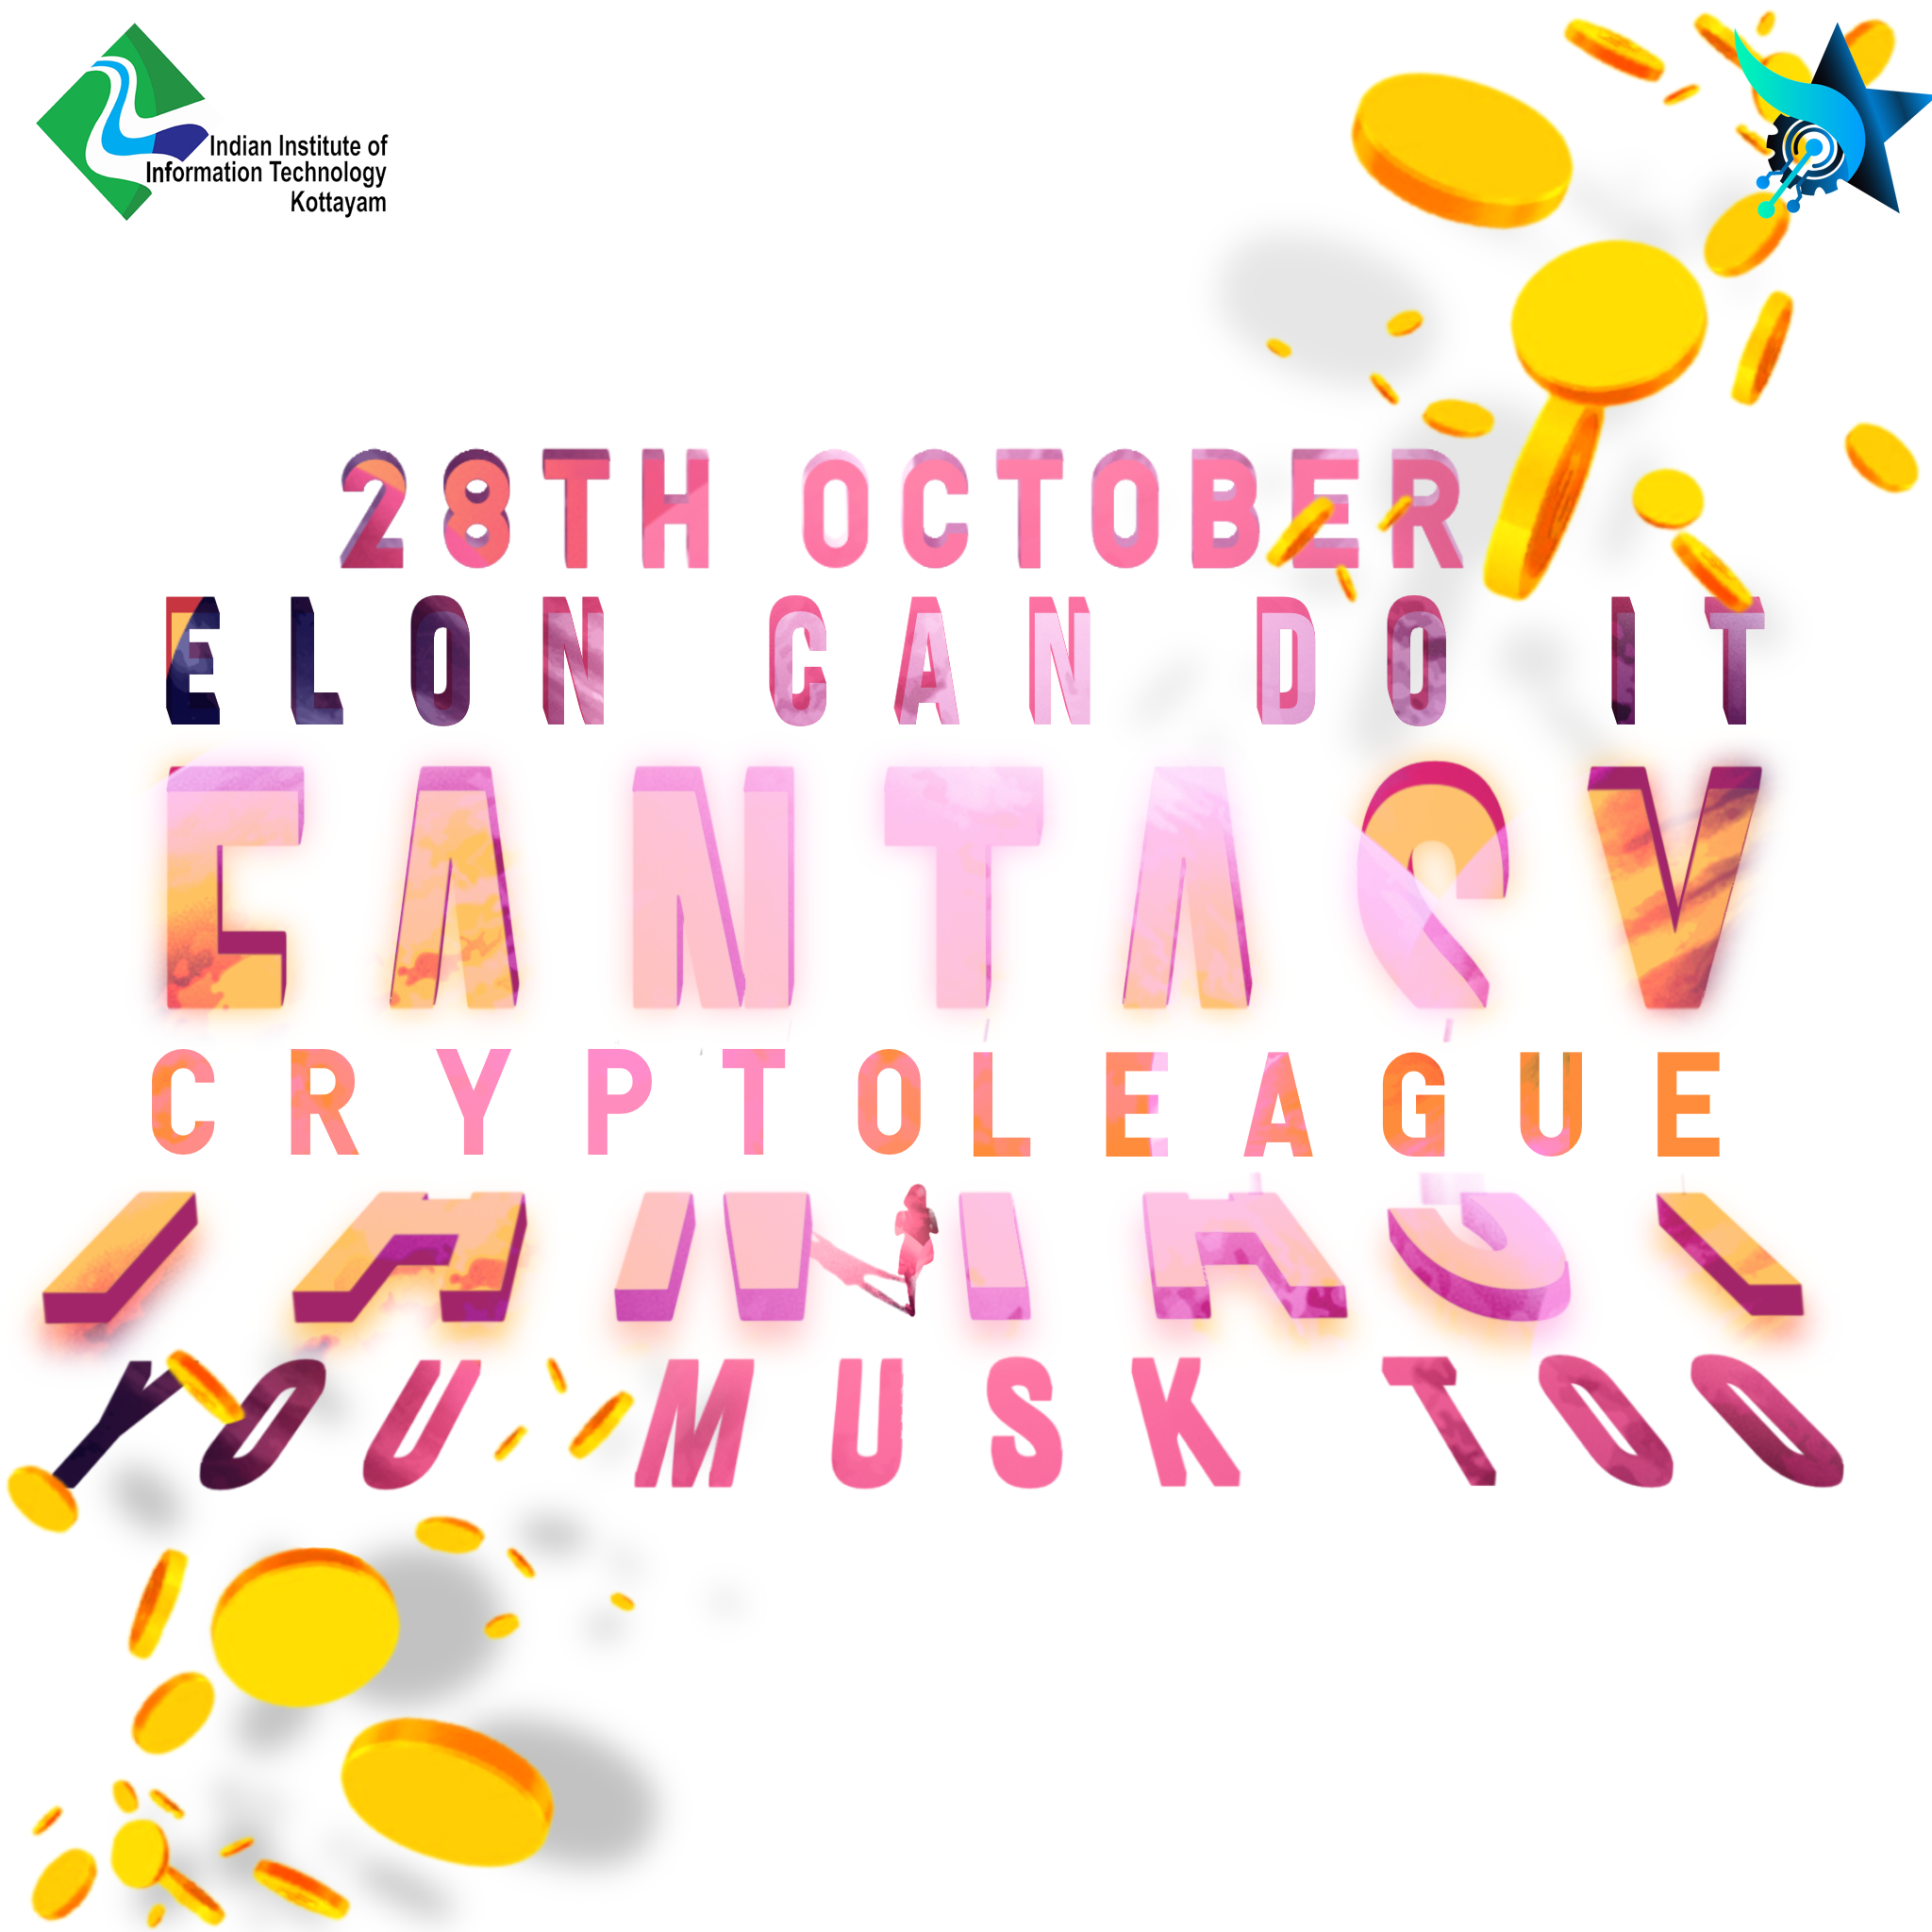 Indian Institute of
Information Technology
Kottayam
28TH OCTOBER
ELON CAN DO IT
FANTASY
CRYPTOLEAGUE
YOU MUSK TOO